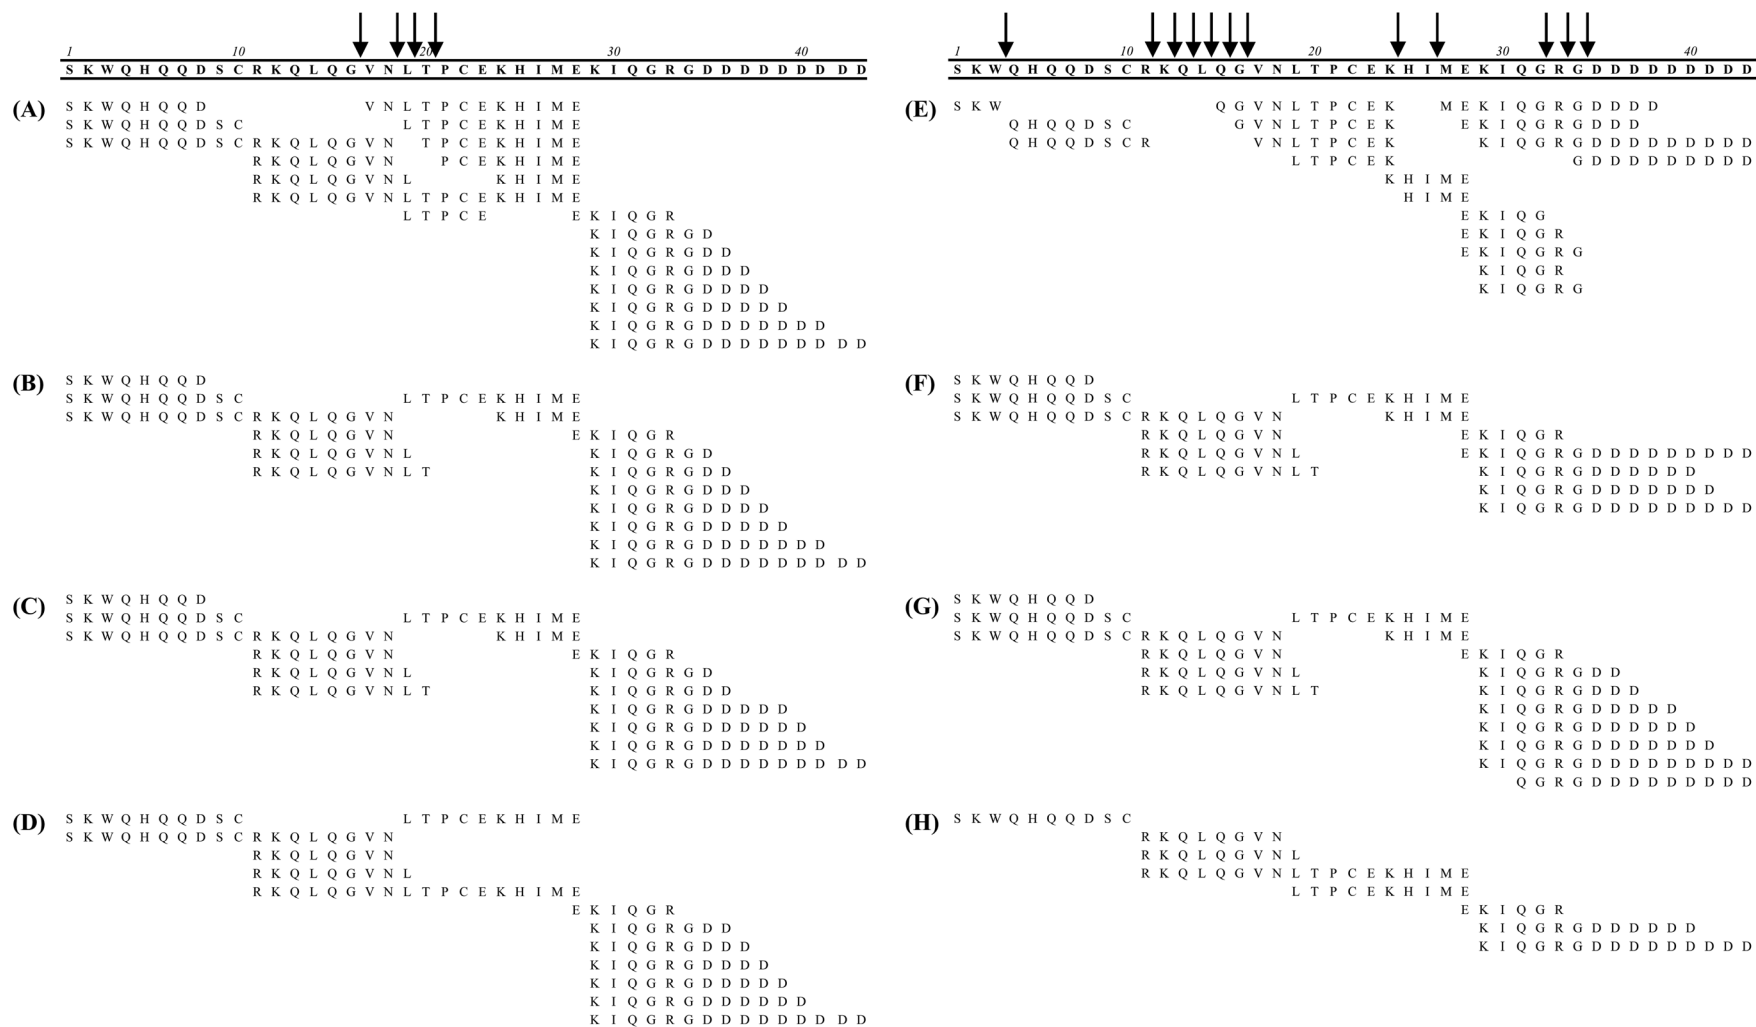 1 10 20 30 40
S K W Q H Q Q D S C R K Q L Q G V N L T P C E K H I M E K I Q G R G D D D D D D D D D
(A) S K W Q H Q Q D V N L T P C E K H I M E
S K W Q H Q Q D S C L T P C E K H I M E
S K W Q H Q Q D S C R K Q L Q G V N T P C E K H I M E
R K Q L Q G V N P C E K H I M E
R K Q L Q G V N L K H I M E
R K Q L Q G V N L T P C E K H I M E
L T P C E E K I Q G R
K I Q G R G D
K I Q G R G D D
K I Q G R G D D D
K I Q G R G D D D D
K I Q G R G D D D D D
K I Q G R G D D D D D D D
K I Q G R G D D D D D D D D D
(B) S K W Q H Q Q D
S K W Q H Q Q D S C L T P C E K H I M E
S K W Q H Q Q D S C R K Q L Q G V N K H I M E
R K Q L Q G V N E K I Q G R
R K Q L Q G V N L K I Q G R G D
R K Q L Q G V N L T K I Q G R G D D
K I Q G R G D D D
K I Q G R G D D D D
K I Q G R G D D D D D
K I Q G R G D D D D D D D
K I Q G R G D D D D D D D D D
(C) S K W Q H Q Q D
S K W Q H Q Q D S C L T P C E K H I M E
S K W Q H Q Q D S C R K Q L Q G V N K H I M E
R K Q L Q G V N E K I Q G R
R K Q L Q G V N L K I Q G R G D
R K Q L Q G V N L T K I Q G R G D D
K I Q G R G D D D D D
K I Q G R G D D D D D D
K I Q G R G D D D D D D D
K I Q G R G D D D D D D D D D
(D) S K W Q H Q Q D S C L T P C E K H I M E
S K W Q H Q Q D S C R K Q L Q G V N
R K Q L Q G V N
R K Q L Q G V N L
R K Q L Q G V N L T P C E K H I M E
E K I Q G R
K I Q G R G D D
K I Q G R G D D D
K I Q G R G D D D D
K I Q G R G D D D D D
K I Q G R G D D D D D D
K I Q G R G D D D D D D D D D
1 10 20 30 40
S K W Q H Q Q D S C R K Q L Q G V N L T P C E K H I M E K I Q G R G D D D D D D D D D
(E) S K W Q G V N L T P C E K M E K I Q G R G D D D D
Q H Q Q D S C G V N L T P C E K E K I Q G R G D D D
Q H Q Q D S C R V N L T P C E K K I Q G R G D D D D D D D D D
L T P C E K G D D D D D D D D D
K H I M E
H I M E
E K I Q G
E K I Q G R
E K I Q G R G
K I Q G R
K I Q G R G
(F) S K W Q H Q Q D
S K W Q H Q Q D S C L T P C E K H I M E
S K W Q H Q Q D S C R K Q L Q G V N K H I M E
R K Q L Q G V N E K I Q G R
R K Q L Q G V N L E K I Q G R G D D D D D D D D D
R K Q L Q G V N L T K I Q G R G D D D D D D
K I Q G R G D D D D D D D
K I Q G R G D D D D D D D D D
(G) S K W Q H Q Q D
S K W Q H Q Q D S C L T P C E K H I M E
S K W Q H Q Q D S C R K Q L Q G V N K H I M E
R K Q L Q G V N E K I Q G R
R K Q L Q G V N L K I Q G R G D D
R K Q L Q G V N L T K I Q G R G D D D
K I Q G R G D D D D D
K I Q G R G D D D D D D
K I Q G R G D D D D D D D
K I Q G R G D D D D D D D D D
Q G R G D D D D D D D D D
(H) S K W Q H Q Q D S C
R K Q L Q G V N
R K Q L Q G V N L
R K Q L Q G V N L T P C E K H I M E
L T P C E K H I M E
E K I Q G R
K I Q G R G D D D D D D
K I Q G R G D D D D D D D D D